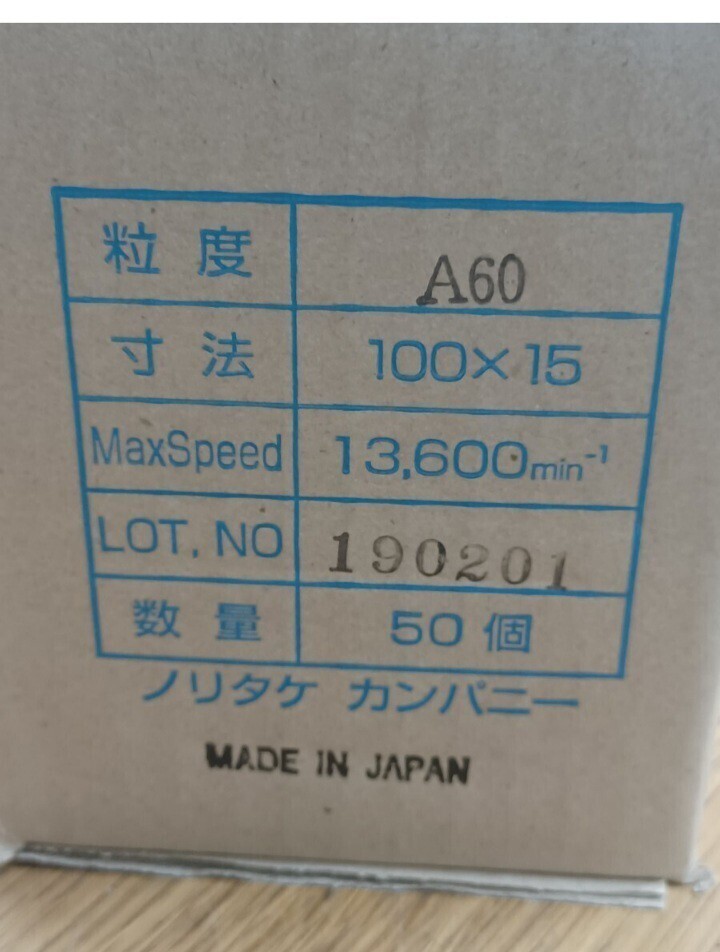 粒度 A60
寸法 100×15
MaxSpeed 13,600min⁻¹
LOT, NO 190201
数量 50個
ノリタケ カンパニー
MADE IN JAPAN